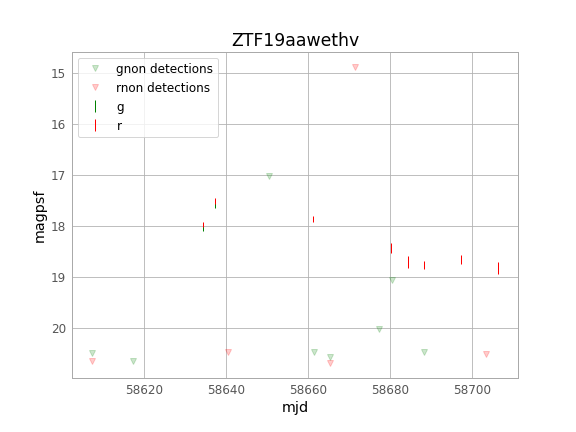 ZTF19aawethv
gnon detections
rnon detections
g
r
15
16
17
18
19
20
magpsf
58620
58640
58660
58680
58700
mjd